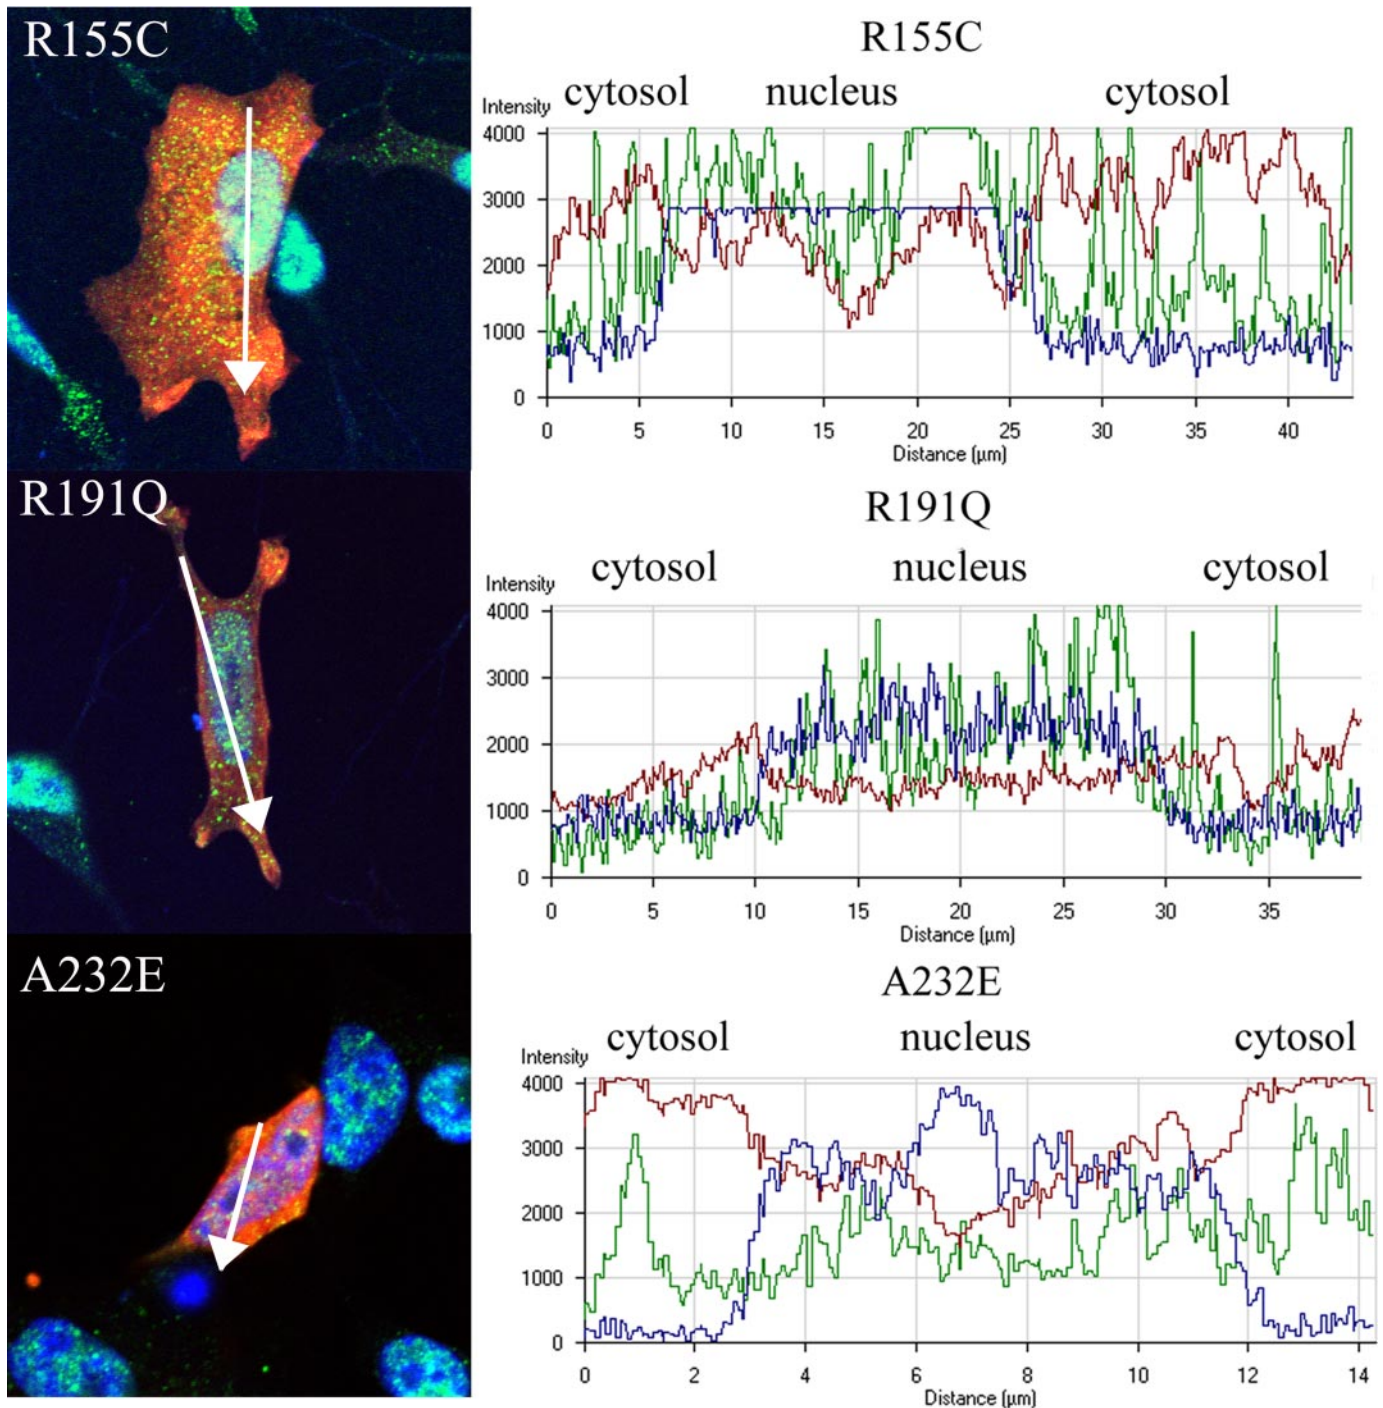 R155C
R155C
cytosol nucleus cytosol
Intensity
4000
3000
2000
1000
0
0 5 10 15 20 25 30 35 40
Distance (µm)
R191Q
R191Q
cytosol nucleus cytosol
Intensity
4000
3000
2000
1000
0
0 5 10 15 20 25 30 35
Distance (µm)
A232E
A232E
cytosol nucleus cytosol
Intensity
4000
3000
2000
1000
0
0 2 4 6 8 10 12 14
Distance (µm)